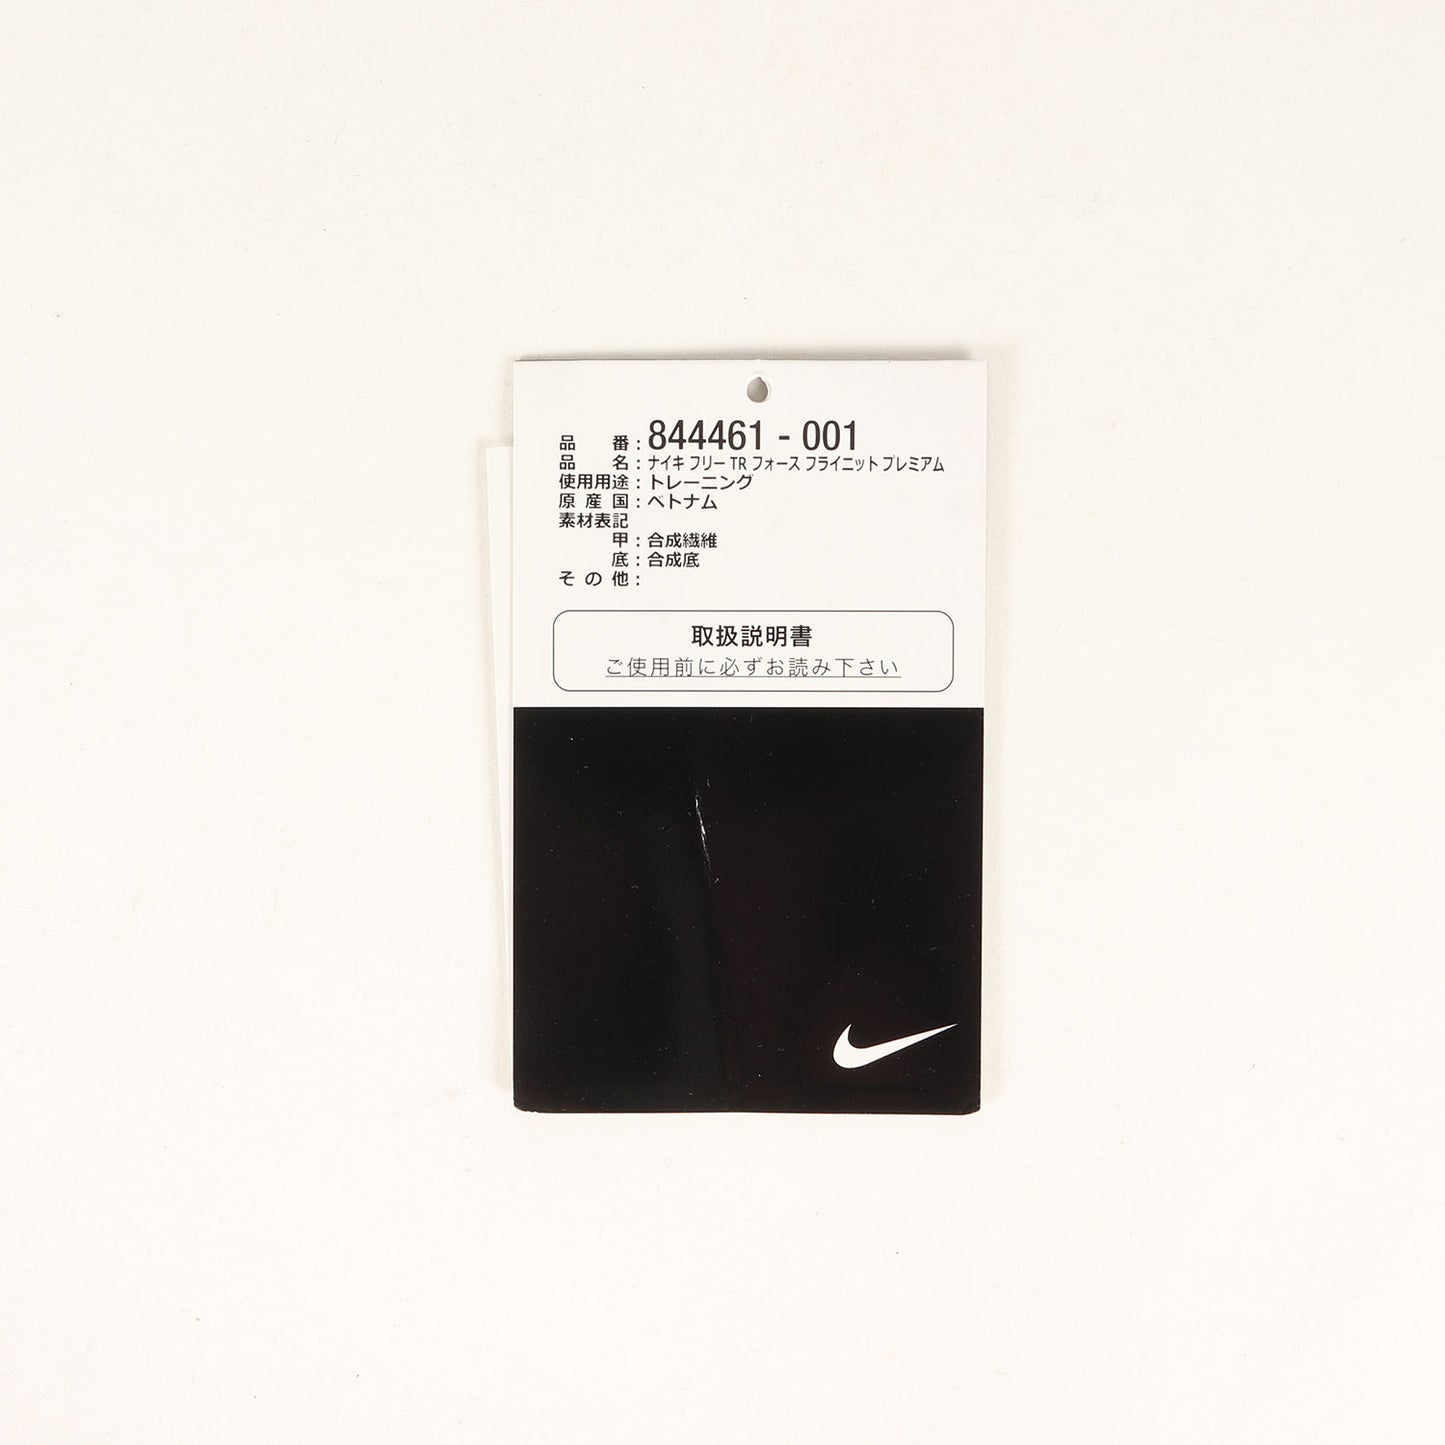 品番:844461 - 001
品名:ナイキ フリー TR フォース フライニット プレミアム
使用用途:トレーニング
原産国:ベトナム
素材表記
甲:合成繊維
底:合成底
その他:
取扱説明書
ご使用前に必ずお読み下さい